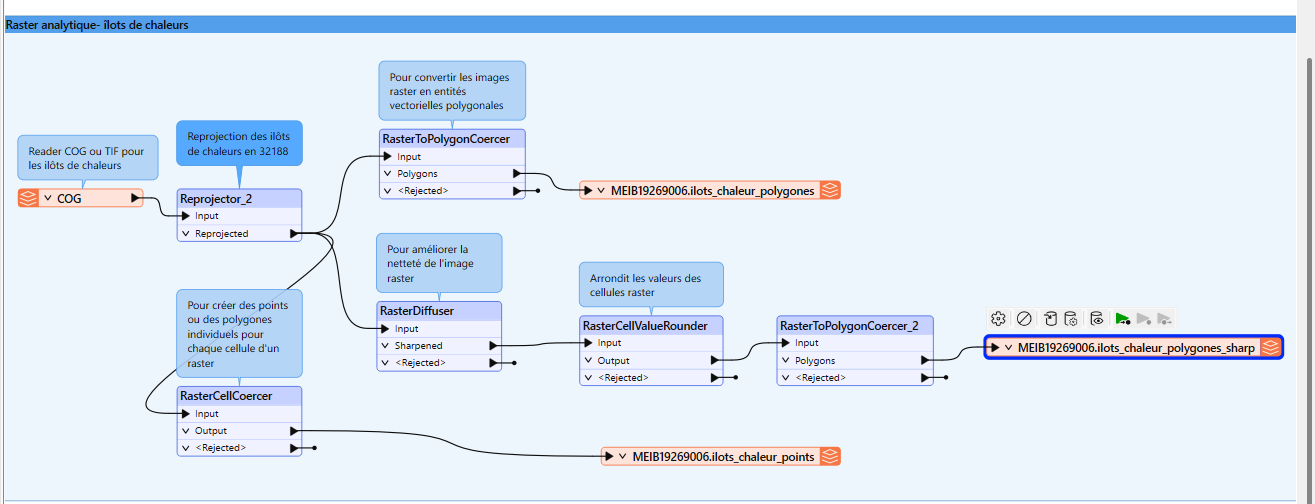 Raster analytique- îlots de chaleurs
Pour convertir les images
raster en entités
vectorielles polygonales
Reader COG ou TIF pour
les ilôts de chaleurs
COG
Reprojection des ilôts
de chaleurs en 32188
Reprojector_2
Input
Reprojected
RasterToPolygonCoercer
Input
Polygons
<Rejected>
MEIB19269006.ilots_chaleur_polygones
Pour améliorer la
netteté de l'image
raster
RasterDiffuser
Input
Sharpened
<Rejected>
Arrondit les valeurs des
cellules raster
RasterCellValueRounder
Input
Output
<Rejected>
RasterToPolygonCoercer_2
Input
Polygons
<Rejected>
MEIB19269006.ilots_chaleur_polygones_sharp
Pour créer des points
ou des polygones
individuels pour
chaque cellule d'un
raster
RasterCellCoercer
Input
Output
<Rejected>
MEIB19269006.ilots_chaleur_points